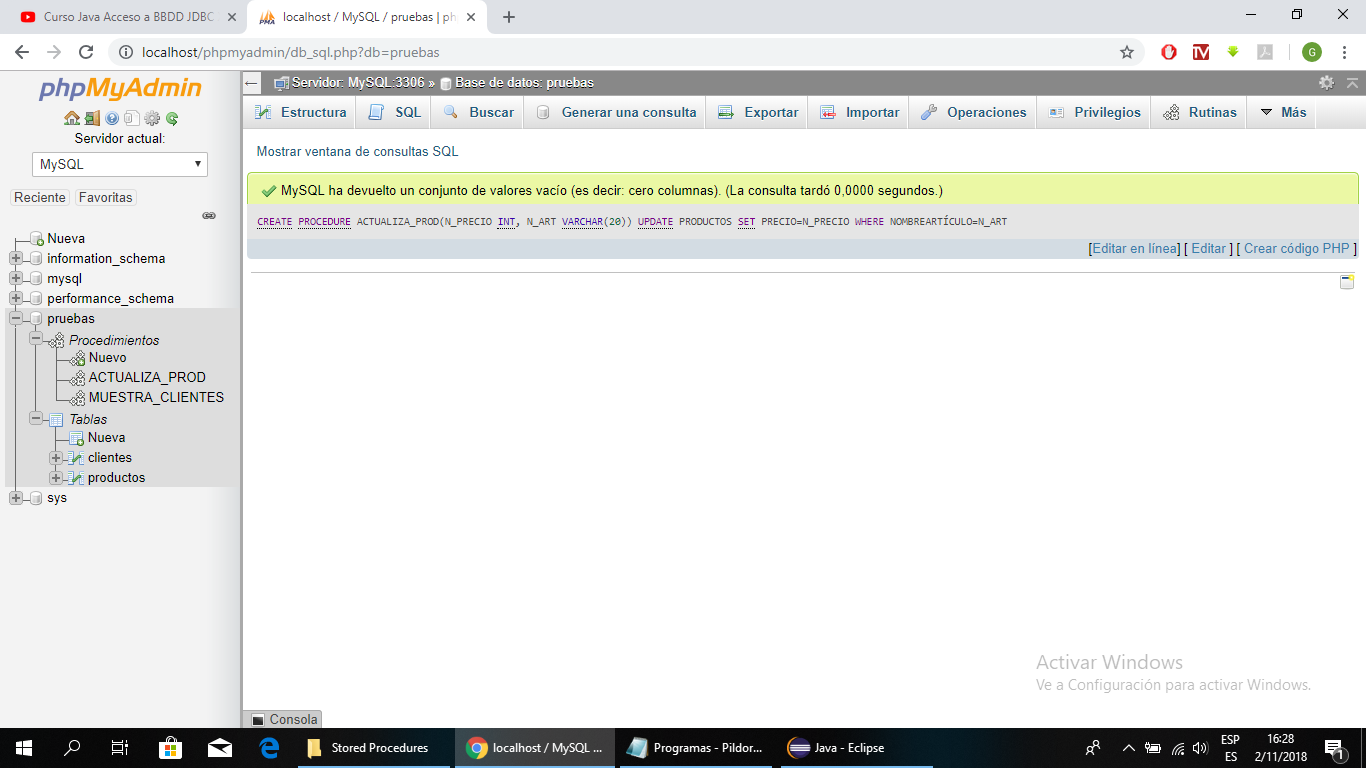 Curso Java Acceso a BBDD JDBC
localhost / MySQL / pruebas | ph
localhost/phpmyadmin/db_sql.php?db=pruebas
G
phpMyAdmin
Servidor actual:
MySQL
Reciente Favoritas
Nueva
information_schema
mysql
performance_schema
pruebas
Procedimientos
Nuevo
ACTUALIZA_PROD
MUESTRA_CLIENTES
Tablas
Nueva
clientes
productos
sys
Servidor: MySQL:3306 » Base de datos: pruebas
Estructura SQL Buscar Generar una consulta Exportar Importar Operaciones Privilegios Rutinas Más
Mostrar ventana de consultas SQL
MySQL ha devuelto un conjunto de valores vacío (es decir: cero columnas). (La consulta tardó 0,0000 segundos.)
CREATE PROCEDURE ACTUALIZA_PROD(N_PRECIO INT, N_ART VARCHAR(20)) UPDATE PRODUCTOS SET PRECIO=N_PRECIO WHERE NOMBREARTÍCULO=N_ART
[Editar en línea] [ Editar ] [ Crear código PHP ]
Activar Windows
Ve a Configuración para activar Windows.
Consola
Stored Procedures
localhost / MySQL ...
Programas - Pildor...
Java - Eclipse
ESP
ES
16:28
2/11/2018
1